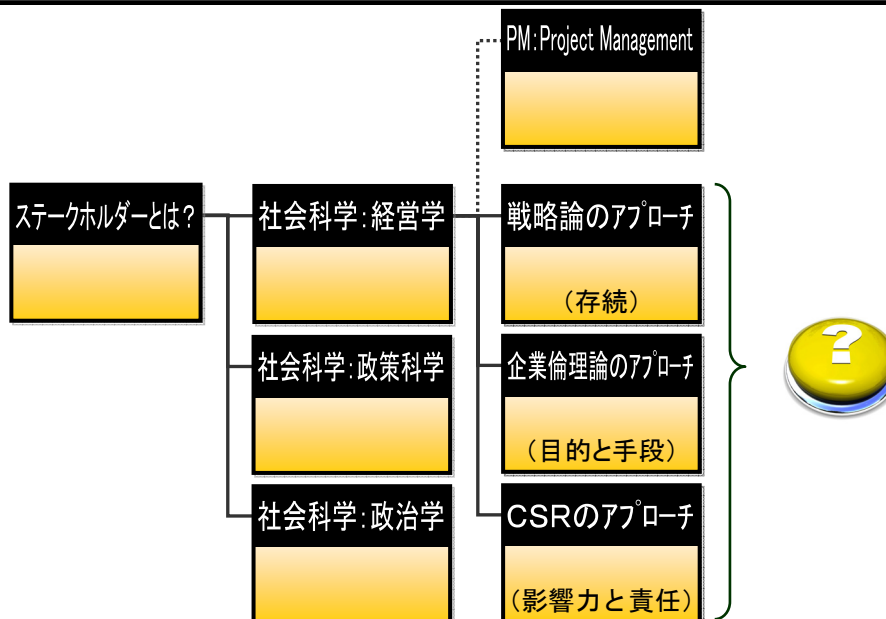 PM:Project Management
ステークホルダーとは?
社会科学:経営学
戦略論のアプローチ
(存続)
社会科学:政策科学
企業倫理論のアプローチ
(目的と手段)
社会科学:政治学
CSRのアプローチ
(影響力と責任)
?